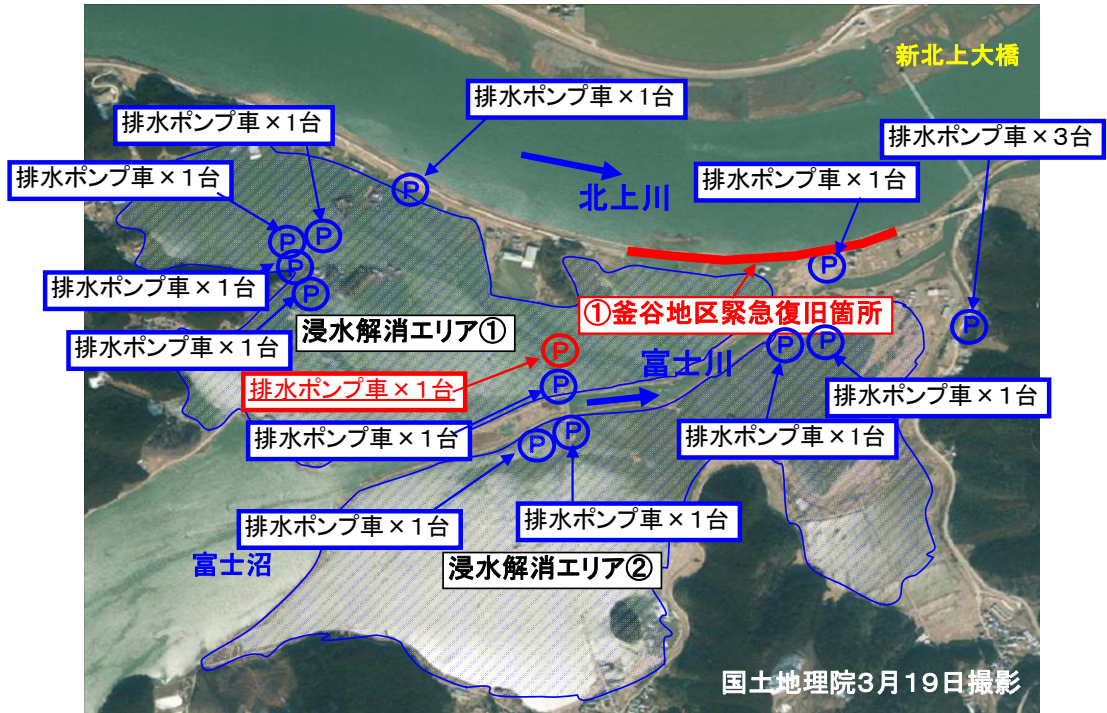 新北上大橋
排水ポンプ車×1台
排水ポンプ車×1台
排水ポンプ車×3台
排水ポンプ車×1台
排水ポンプ車×1台
北上川
P
P
P
P
P
P
P
排水ポンプ車×1台
①釜谷地区緊急復旧箇所
浸水解消エリア①
排水ポンプ車×1台
富士川
P
P
P
排水ポンプ車×1台
P
排水ポンプ車×1台
排水ポンプ車×1台
排水ポンプ車×1台
P
P
排水ポンプ車×1台
排水ポンプ車×1台
富士沼
浸水解消エリア②
国土地理院3月19日撮影